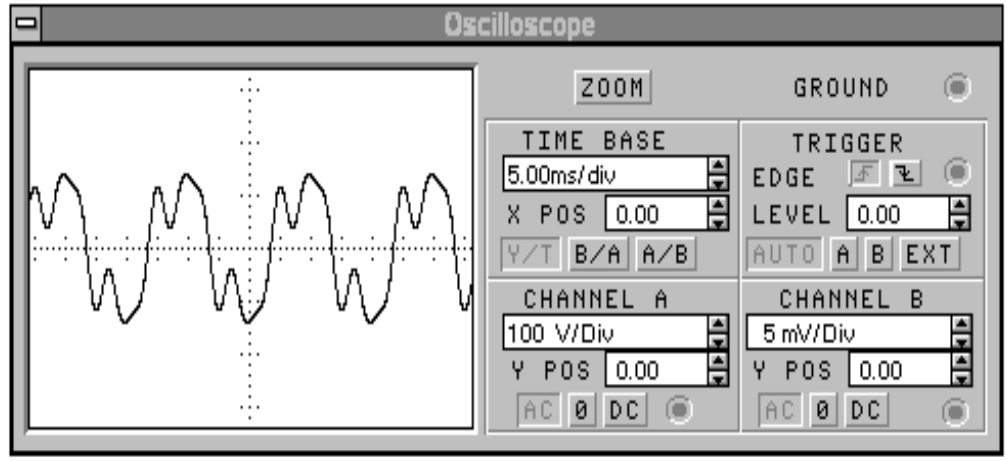 Oscilloscope
ZOOM GROUND
TIME BASE
5.00ms/div
X POS 0.00
Y/T B/A A/B
TRIGGER
EDGE
LEVEL 0.00
AUTO A B EXT
CHANNEL A
100 V/Div
Y POS 0.00
AC 0 DC
CHANNEL B
5 mV/Div
Y POS 0.00
AC 0 DC